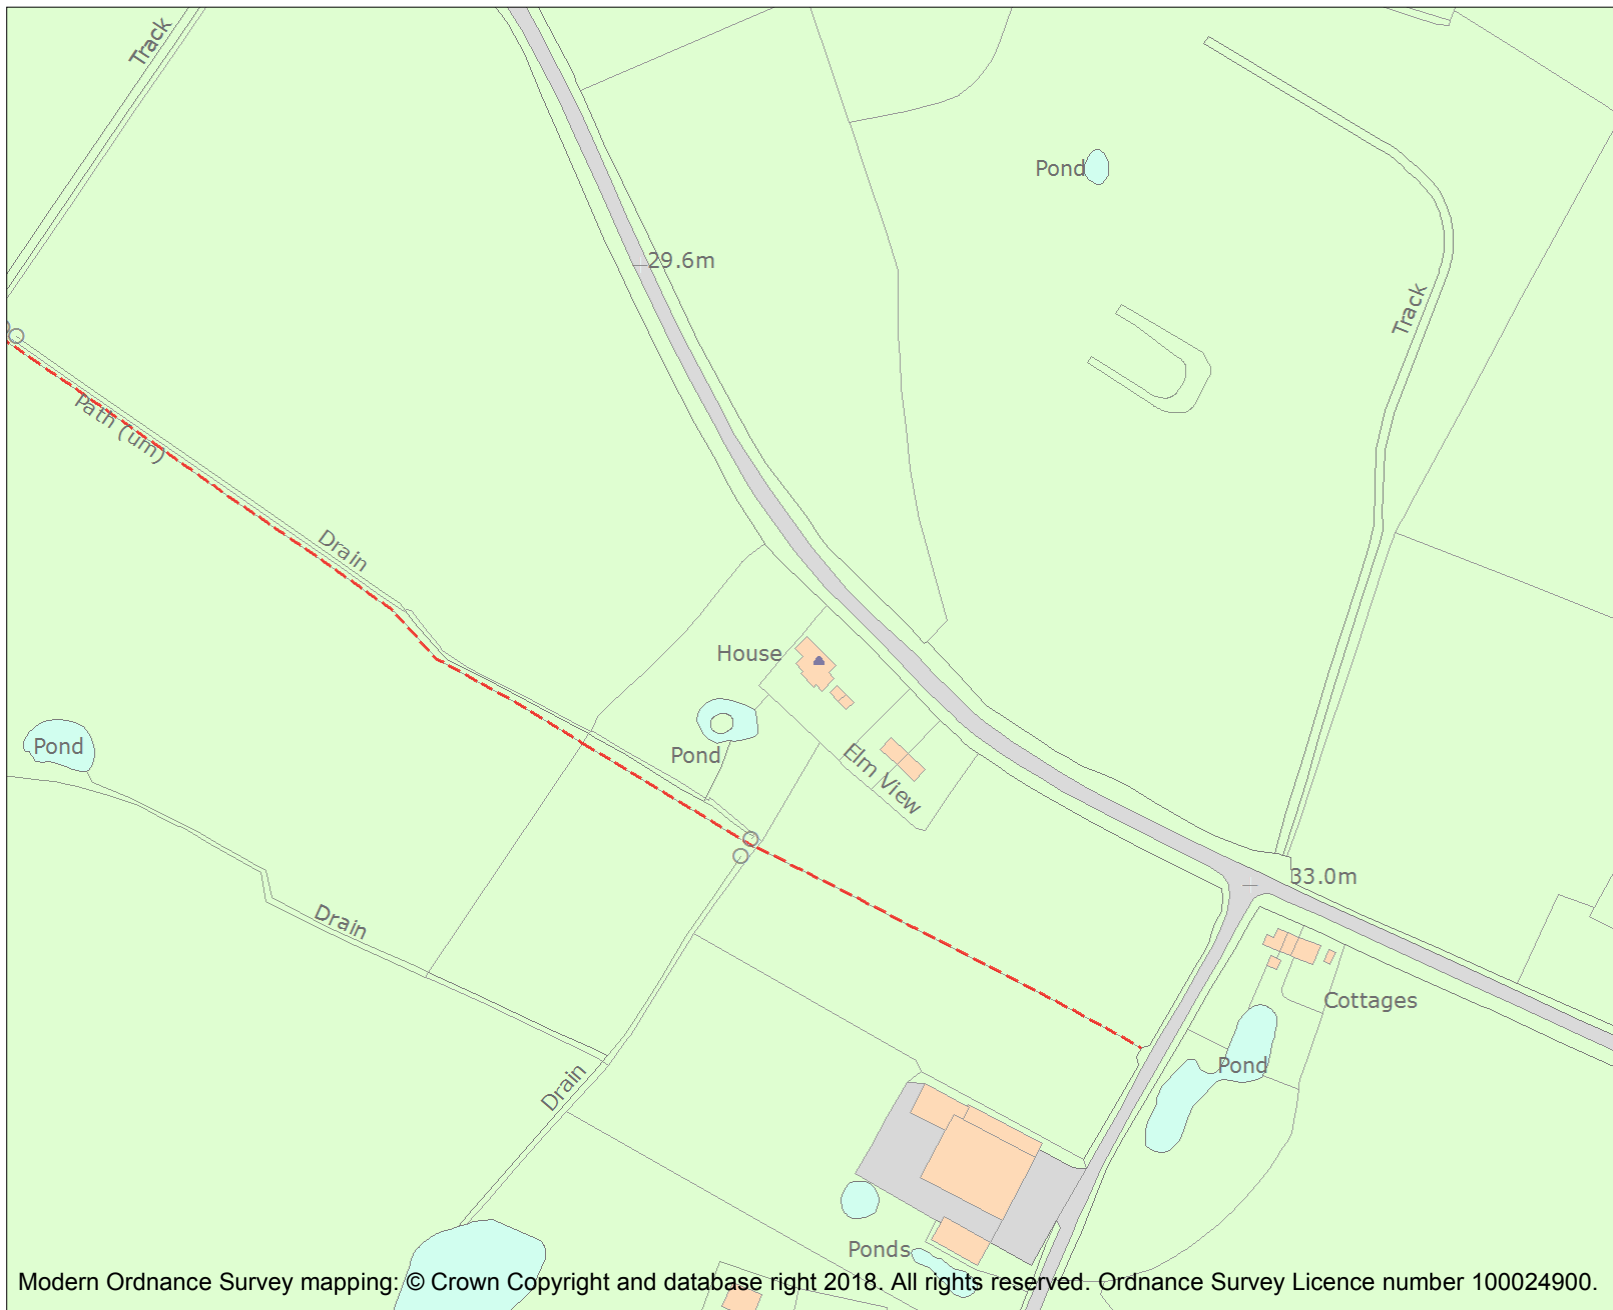 Track
Pond
29.6m
Track
Path (um)
Drain
House
Pond
Pond
Elm View
33.0m
Drain
Cottages
Pond
Drain
Ponds
Modern Ordnance Survey mapping: © Crown Copyright and database right 2018. All rights reserved. Ordnance Survey Licence number 100024900.